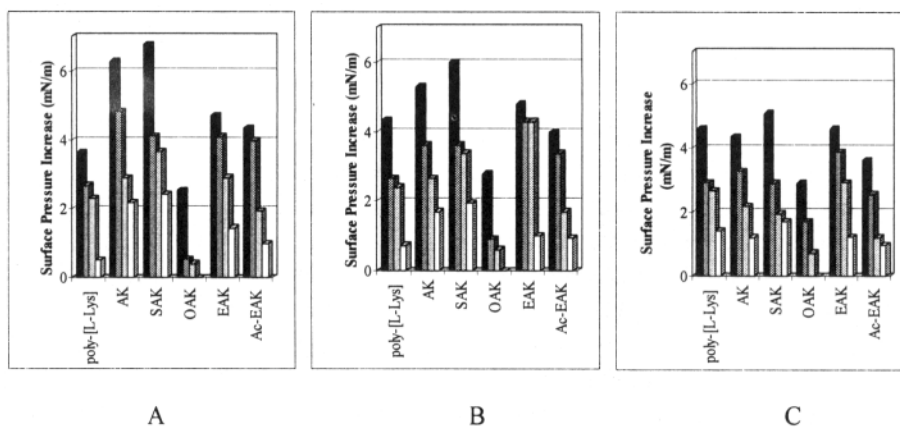 Surface Pressure Increase (mN/m)
6
4
2
0
poly-[L-Lys]
AK
SAK
OAK
EAK
Ac-EAK
A
Surface Pressure Increase (mN/m)
6
4
2
0
poly-[L-Lys]
AK
SAK
OAK
EAK
Ac-EAK
B
Surface Pressure Increase
(mN/m)
6
4
2
0
poly-[L-Lys]
AK
SAK
OAK
EAK
Ac-EAK
C